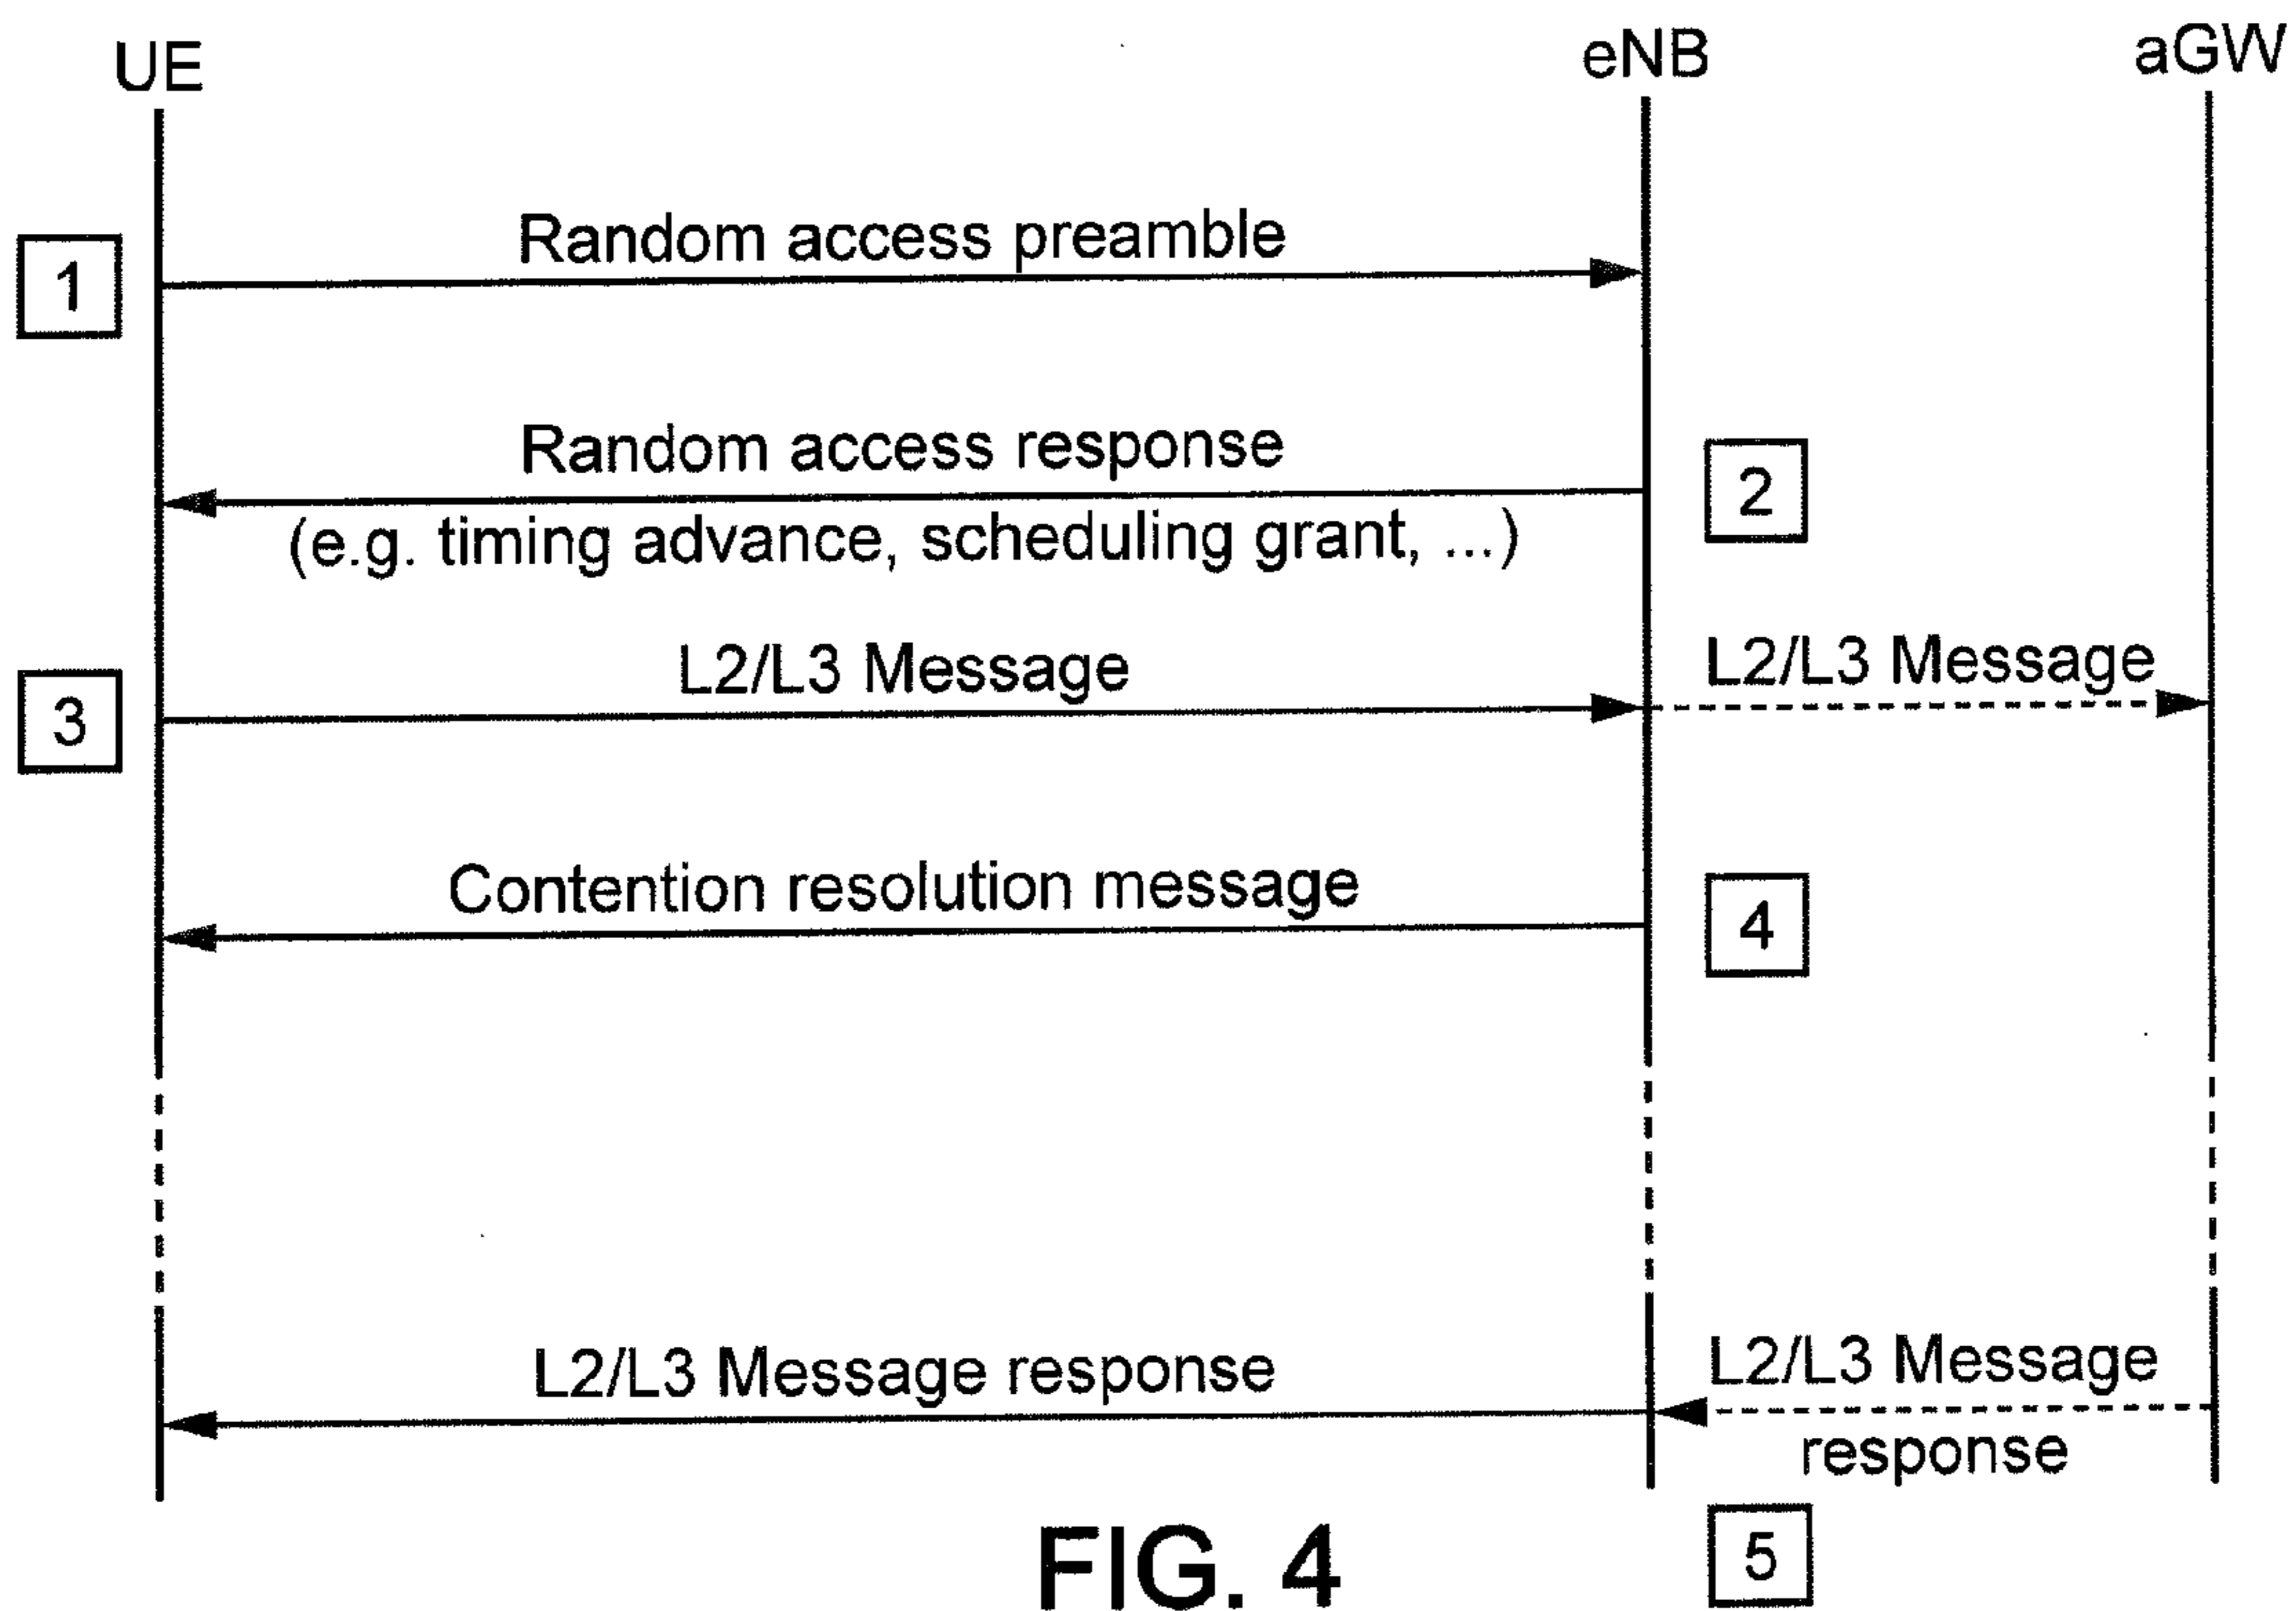 UE
eNB
aGW
Random access preamble
1
Random access response
2
(e.g. timing advance, scheduling grant, ...)
L2/L3 Message
L2/L3 Message
3
Contention resolution message
4
L2/L3 Message response
L2/L3 Message
response
5
FIG. 4